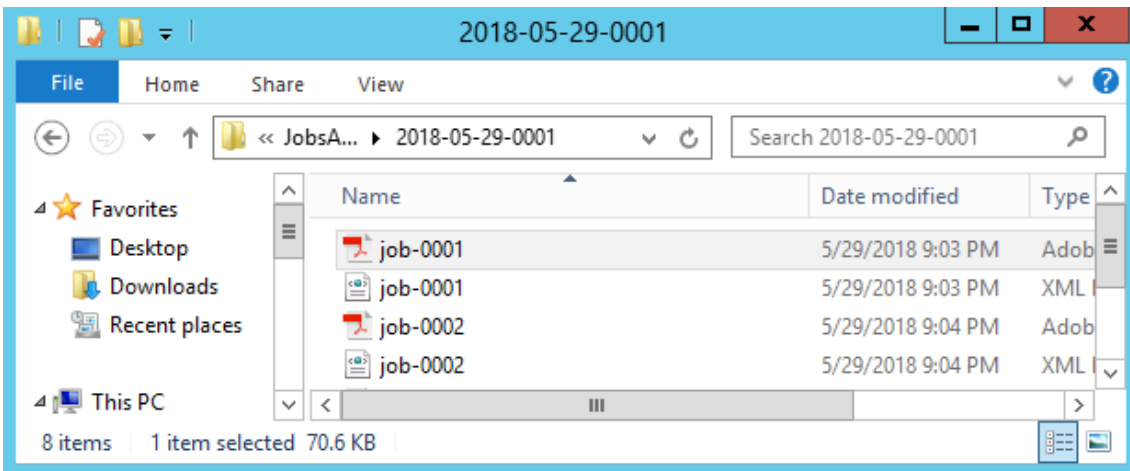 2018-05-29-0001
File Home Share View
« JobsA... 2018-05-29-0001 Search 2018-05-29-0001
Favorites
Desktop
Downloads
Recent places
This PC
Name Date modified Type
job-0001 5/29/2018 9:03 PM Adob
job-0001 5/29/2018 9:03 PM XML
job-0002 5/29/2018 9:04 PM Adob
job-0002 5/29/2018 9:04 PM XML
8 items 1 item selected 70.6 KB